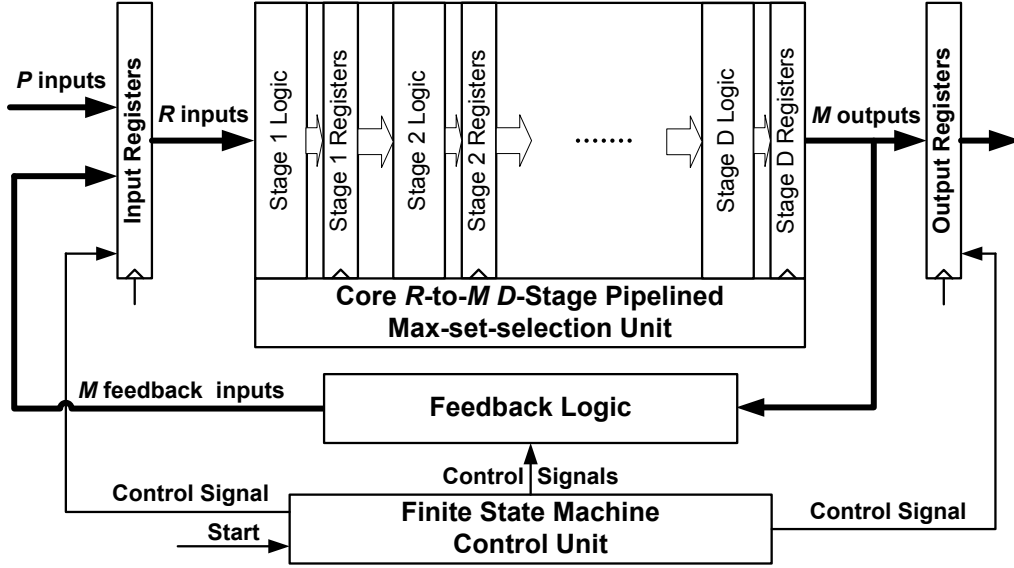 P inputs
Input Registers
R inputs
Stage 1 Logic
Stage 1 Registers
Stage 2 Logic
Stage 2 Registers
.......
Stage D Logic
Stage D Registers
M outputs
Output Registers
Core R-to-M D-Stage Pipelined
Max-set-selection Unit
M feedback inputs
Feedback Logic
Control Signals
Control Signal
Finite State Machine
Control Unit
Control Signal
Start